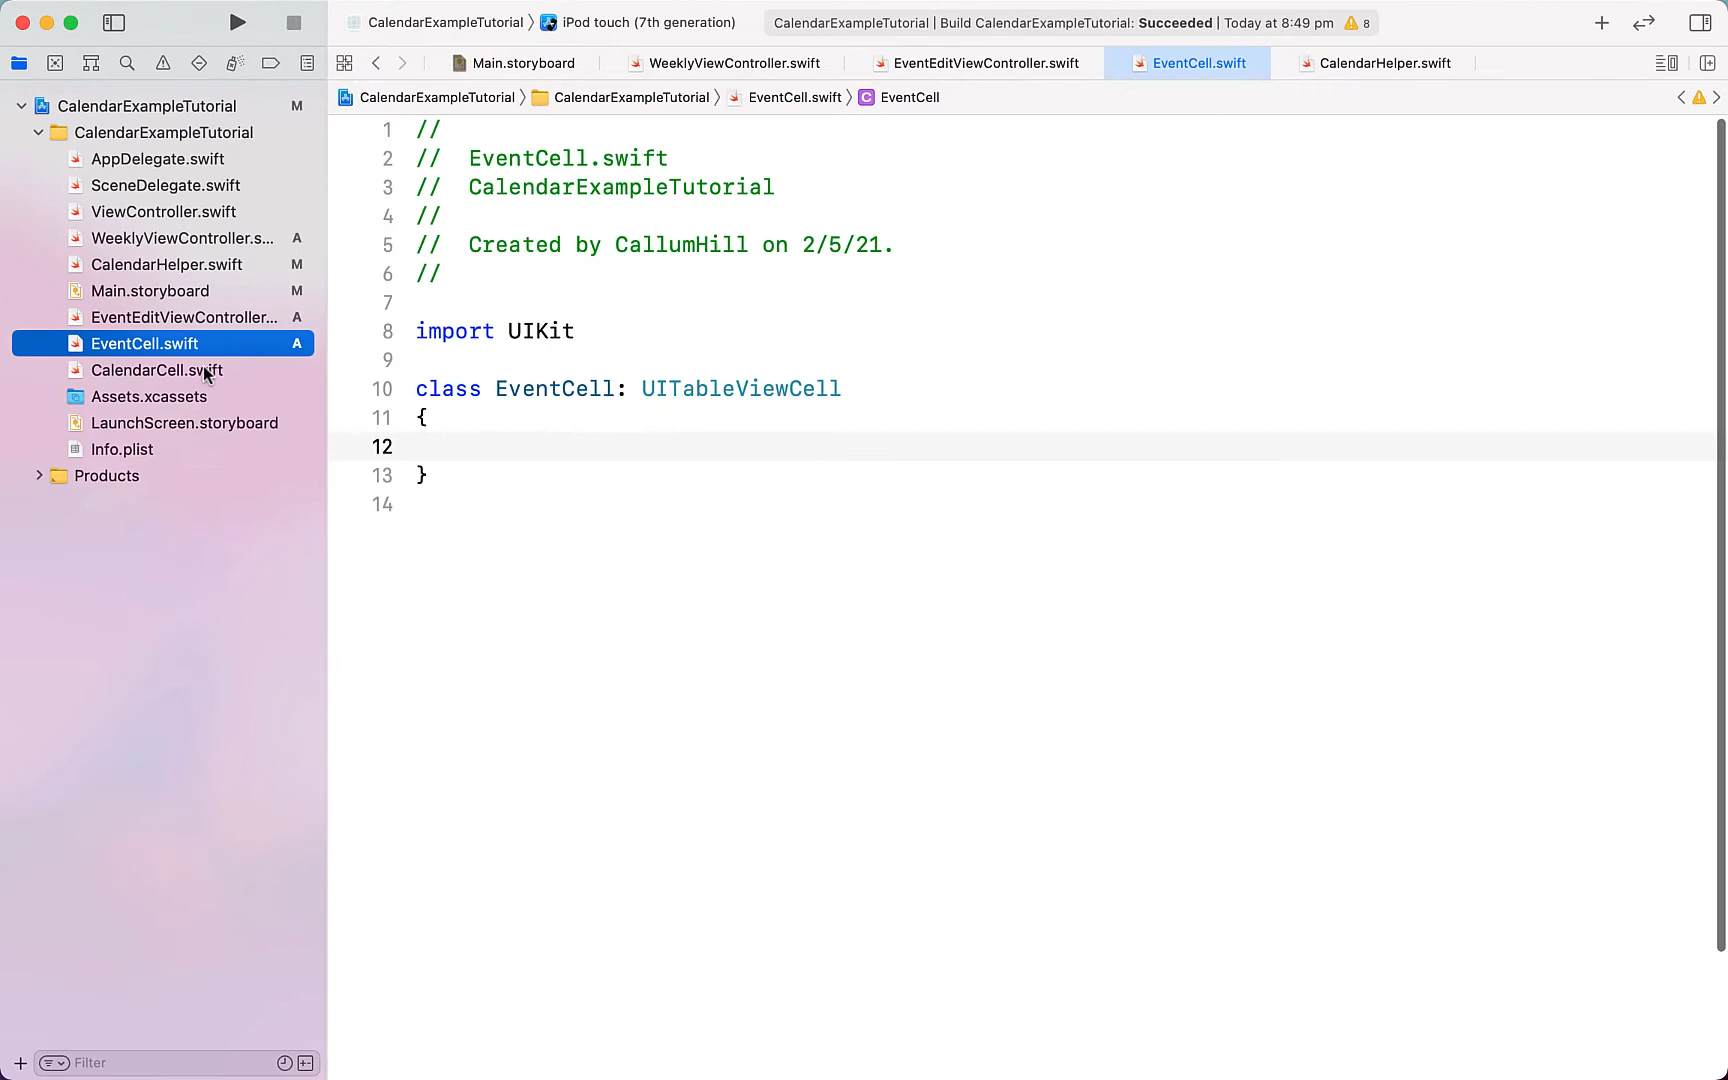 CalendarExampleTutorial 〉 iPod touch (7th generation)
CalendarExampleTutorial | Build CalendarExampleTutorial: Succeeded | Today at 8:49 pm 8
Main.storyboard
WeeklyViewController.swift
EventEditViewController.swift
EventCell.swift
CalendarHelper.swift
CalendarExampleTutorial 〉 CalendarExampleTutorial 〉 EventCell.swift 〉 C EventCell
CalendarExampleTutorial M
CalendarExampleTutorial
AppDelegate.swift
SceneDelegate.swift
ViewController.swift
WeeklyViewController.s... A
CalendarHelper.swift M
Main.storyboard M
EventEditViewController... A
EventCell.swift A
CalendarCell.swift
Assets.xcassets
LaunchScreen.storyboard
Info.plist
Products
Filter
1 //
2 //  EventCell.swift
3 //  CalendarExampleTutorial
4 //
5 //  Created by CallumHill on 2/5/21.
6 //
7
8 import UIKit
9
10 class EventCell: UITableViewCell
11 {
12
13 }
14